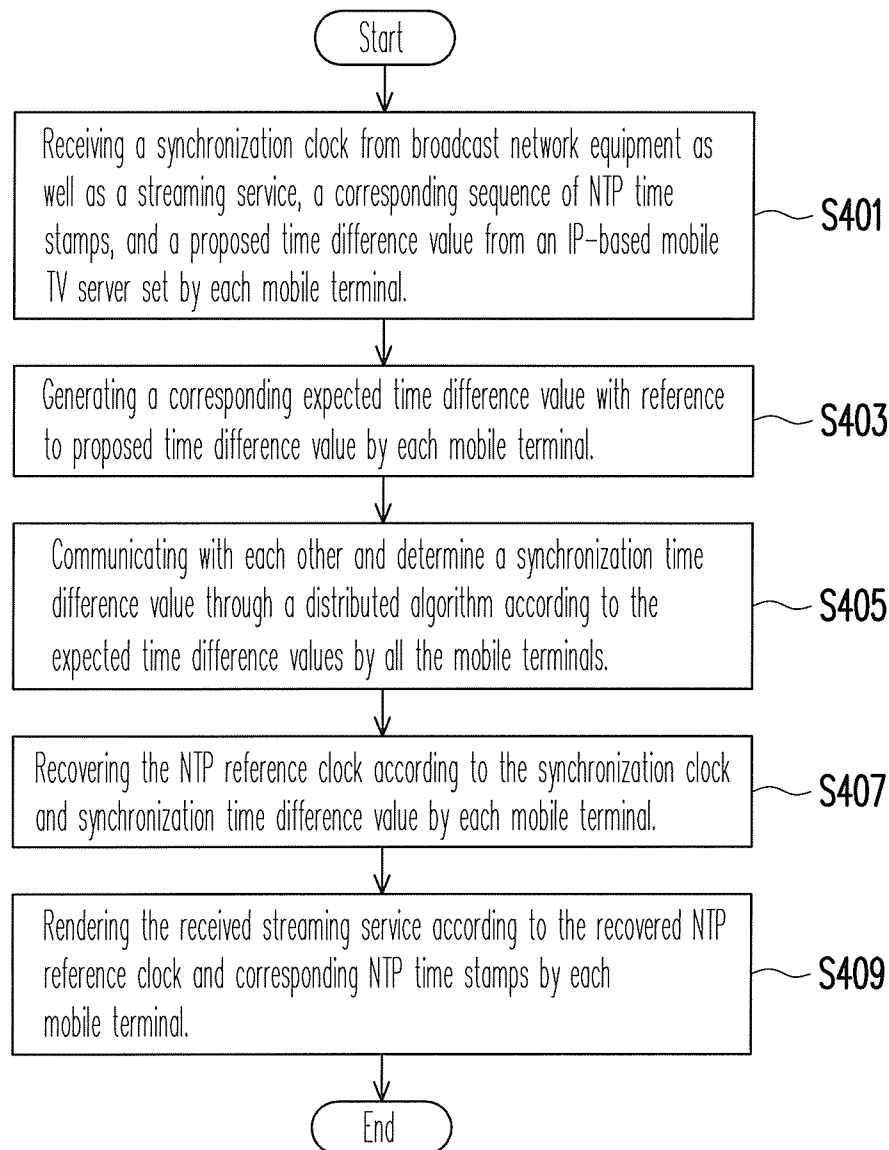 Start
Receiving a synchronization clock from broadcast network equipment as
well as a streaming service, a corresponding sequence of NTP time
stamps, and a proposed time difference value from an IP-based mobile
TV server set by each mobile terminal.
S401
Generating a corresponding expected time difference value with reference
to proposed time difference value by each mobile terminal.
S403
Communicating with each other and determine a synchronization time
difference value through a distributed algorithm according to the
expected time difference values by all the mobile terminals.
S405
Recovering the NTP reference clock according to the synchronization clock
and synchronization time difference value by each mobile terminal.
S407
Rendering the received streaming service according to the recovered NTP
reference clock and corresponding NTP time stamps by each
mobile terminal.
S409
End